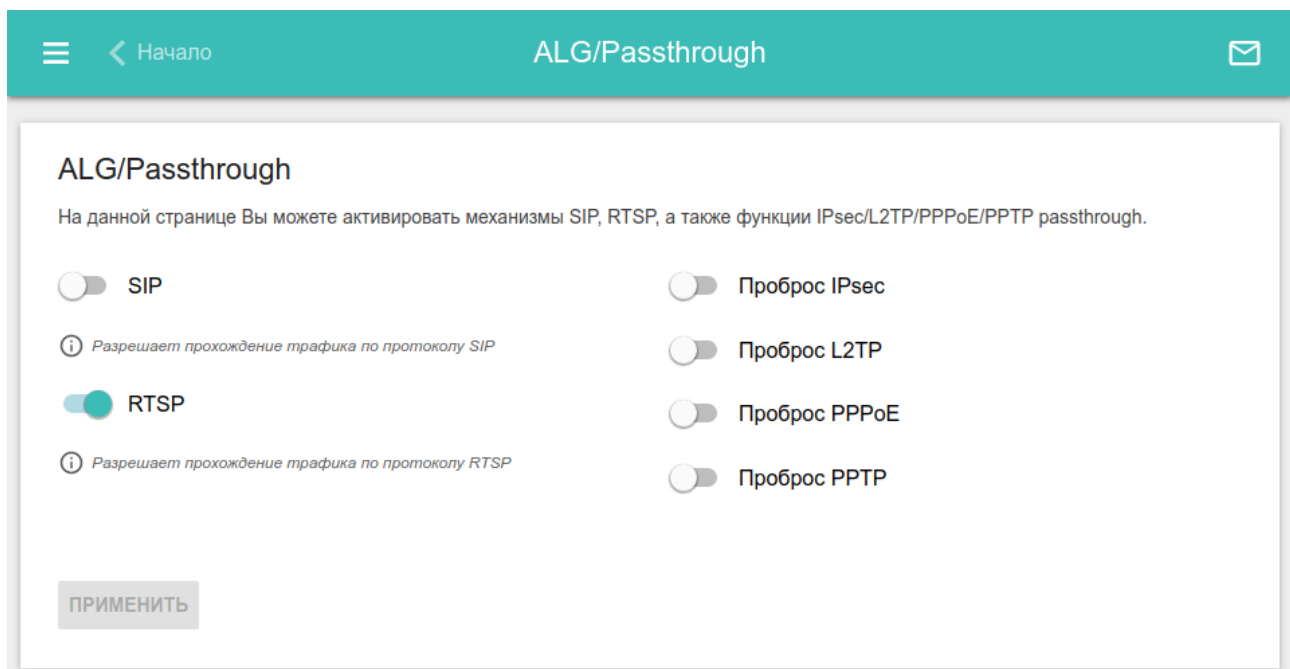 Начало
ALG/Passthrough
ALG/Passthrough
На данной странице Вы можете активировать механизмы SIP, RTSP, а также функции IPsec/L2TP/PPPoE/PPTP passthrough.
SIP
Разрешает прохождение трафика по протоколу SIP
RTSP
Разрешает прохождение трафика по протоколу RTSP
Проброс IPsec
Проброс L2TP
Проброс PPPoE
Проброс PPTP
ПРИМЕНИТЬ